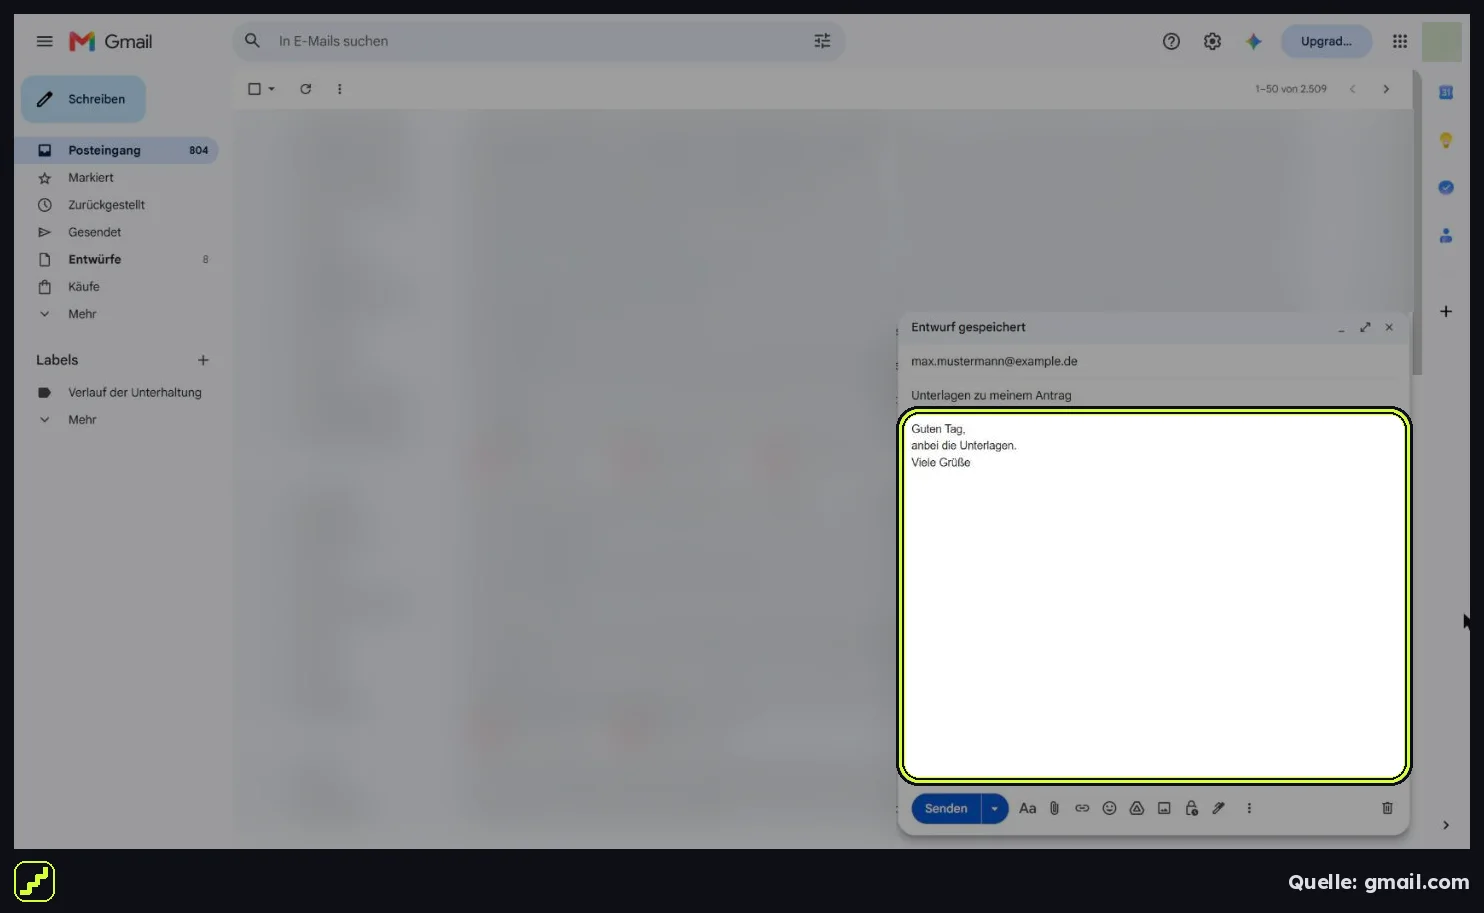 Gmail
In E-Mails suchen
Upgrad...
Schreiben
1–50 von 2.509
Posteingang 804
Markiert
Zurückgestellt
Gesendet
Entwürfe 8
Käufe
Mehr
Labels
Verlauf der Unterhaltung
Mehr
31
Entwurf gespeichert
max.mustermann@example.de
Unterlagen zu meinem Antrag
Guten Tag,
anbei die Unterlagen.
Viele Grüße
Senden Aa
Quelle: gmail.com